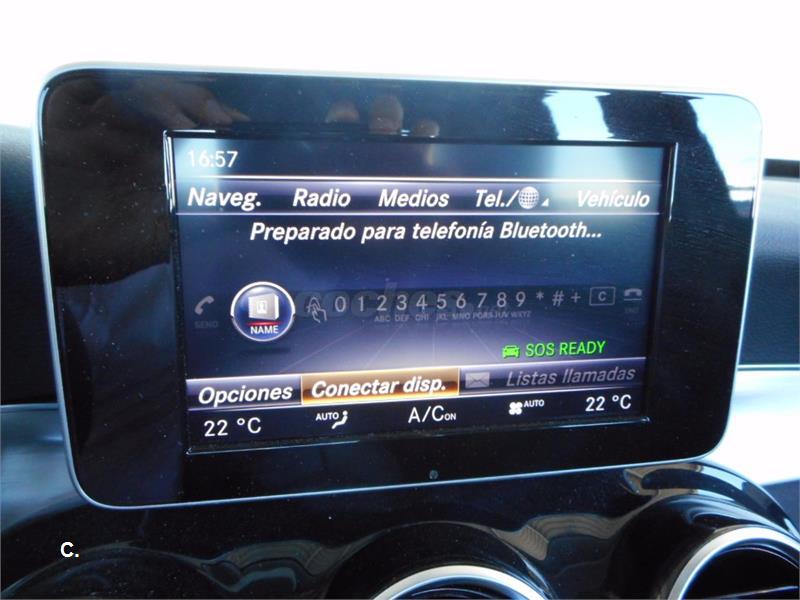 16:57
Naveg. Radio Medios Tel./ Vehículo
Preparado para telefonía Bluetooth...
SEND NAME 0 1 2 3 4 5 6 7 8 9 * # + C END
ABC DEF GHI JKL MNO PQRS TUV WXYZ
SOS READY
Opciones Conectar disp. Listas llamadas
22 °C AUTO A/C ON AUTO 22 °C
C.